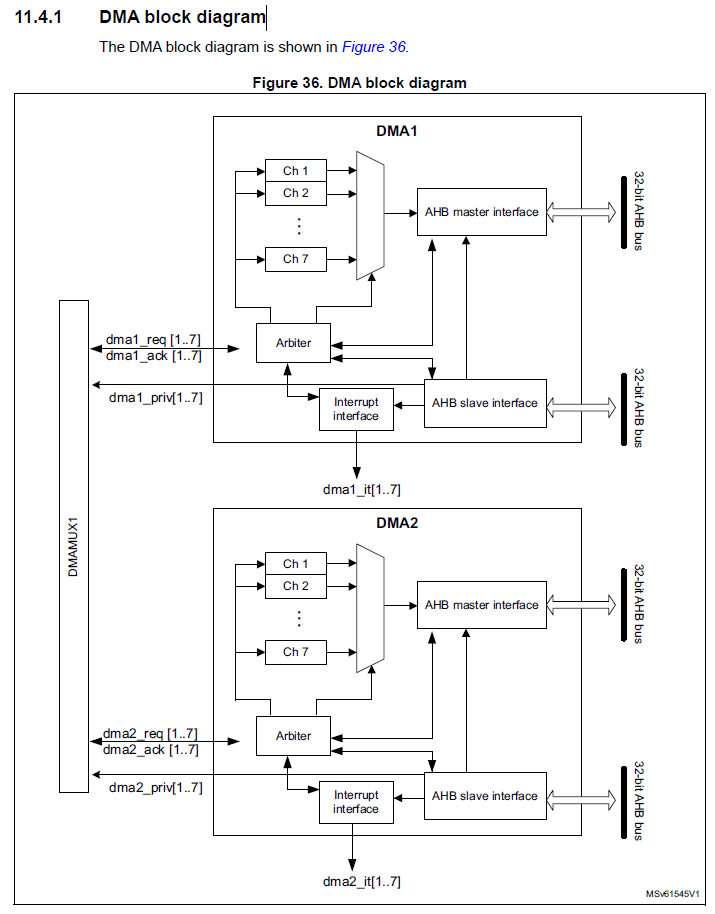 11.4.1 DMA block diagram
The DMA block diagram is shown in Figure 36.
Figure 36. DMA block diagram
DMA1
Ch 1
Ch 2
Ch 7
AHB master interface
32-bit AHB bus
Arbiter
dma1_req [1..7]
dma1_ack [1..7]
dma1_priv[1..7]
Interrupt
interface
AHB slave interface
32-bit AHB bus
dma1_it[1..7]
DMAMUX1
DMA2
Ch 1
Ch 2
Ch 7
AHB master interface
32-bit AHB bus
Arbiter
dma2_req [1..7]
dma2_ack [1..7]
dma2_priv[1..7]
Interrupt
interface
AHB slave interface
32-bit AHB bus
dma2_it[1..7]
MSv61545V1